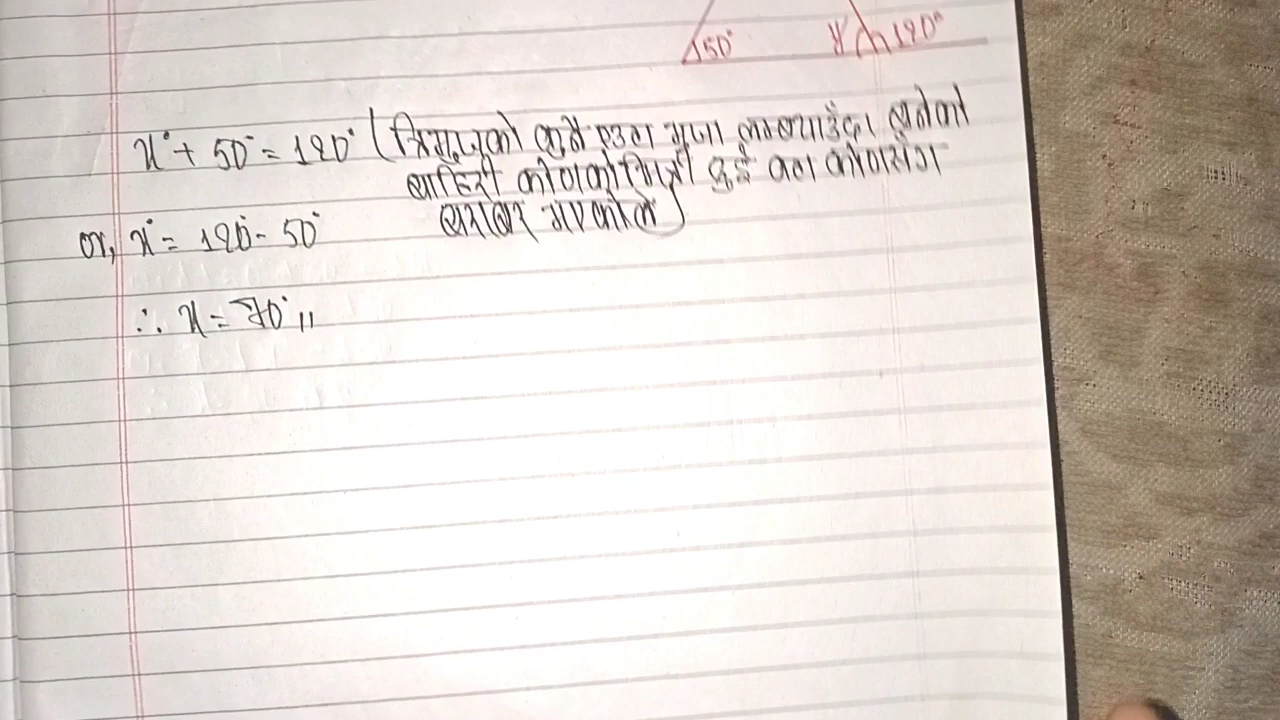 50° y 120°
x° + 50° = 120° (त्रिभुजको कुनै एउटा भुजा लम्ब्याउँदा बनेको
बाहिरी कोणको भित्री दुई वटा कोणसंग
बराबर भएकोले)
or, x° = 120° - 50°
∴ x = 70°,,